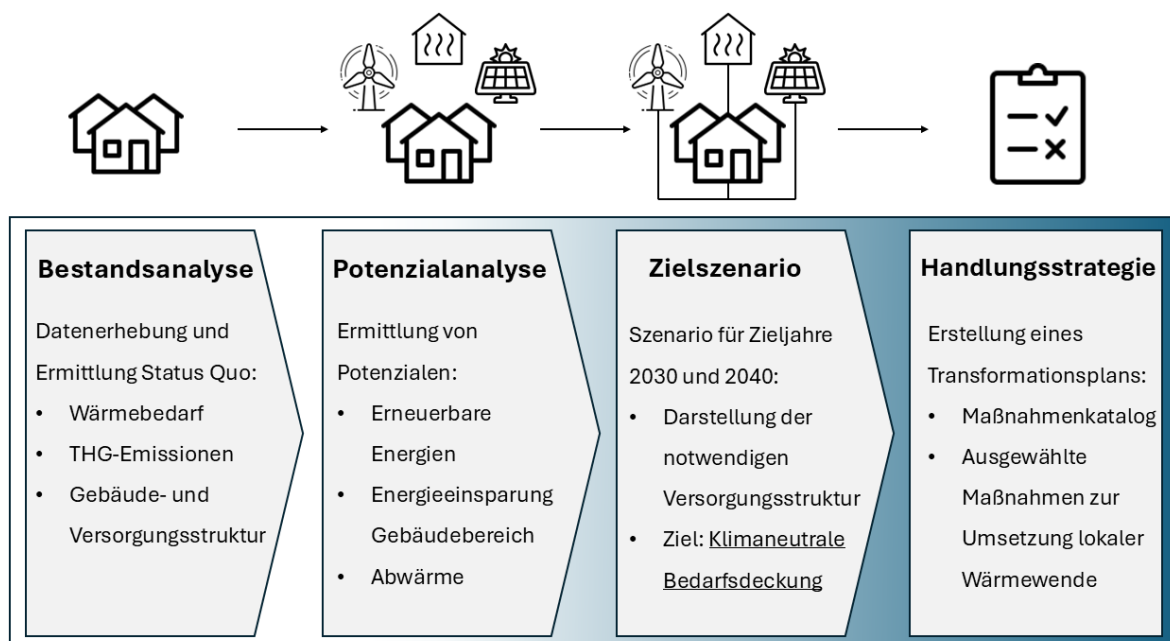 Bestandsanalyse
Datenerhebung und
Ermittlung Status Quo:
• Wärmebedarf
• THG-Emissionen
• Gebäude- und
Versorgungsstruktur
Potenzialanalyse
Ermittlung von
Potenzialen:
• Erneuerbare
Energien
• Energieeinsparung
Gebäudebereich
• Abwärme
Zielszenario
Szenario für Zieljahre
2030 und 2040:
• Darstellung der
notwendigen
Versorgungsstruktur
• Ziel: Klimaneutrale
Bedarfsdeckung
Handlungsstrategie
Erstellung eines
Transformationsplans:
• Maßnahmenkatalog
• Ausgewählte
Maßnahmen zur
Umsetzung lokaler
Wärmewende